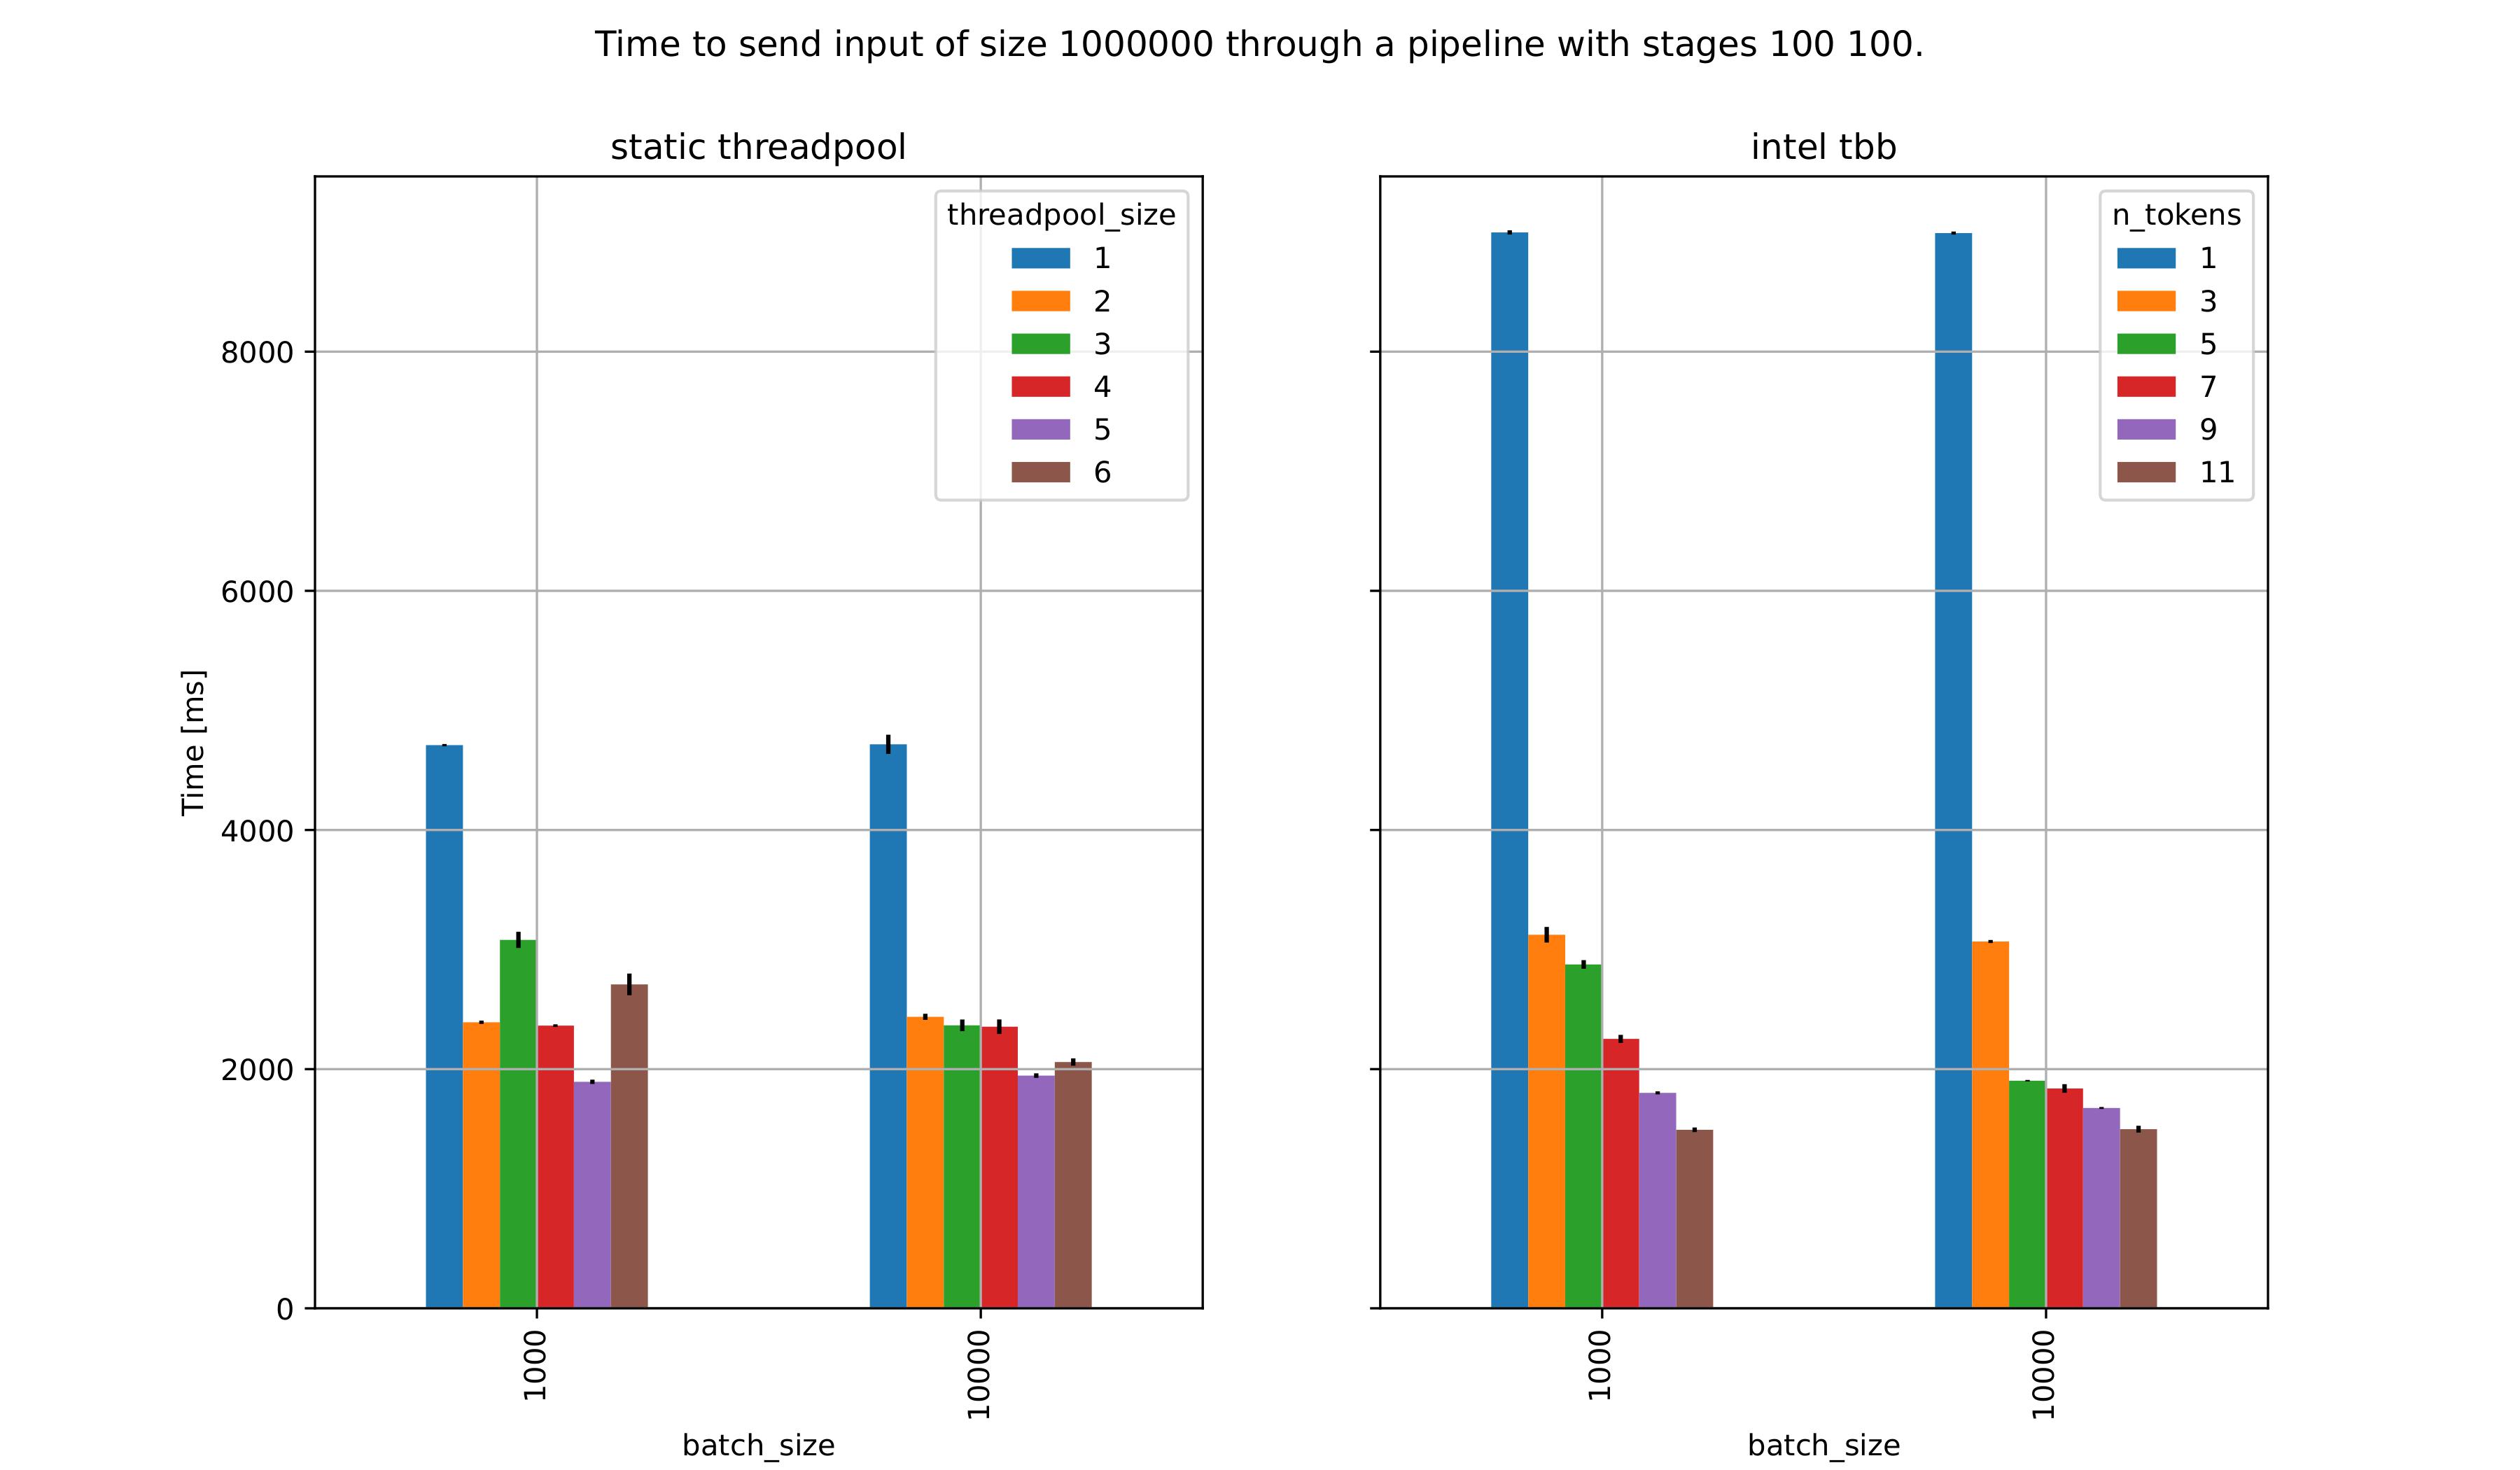 Time to send input of size 1000000 through a pipeline with stages 100 100.
static threadpool
threadpool_size
1
2
3
4
5
6
8000
6000
4000
2000
0
Time [ms]
1000
10000
batch_size
intel tbb
n_tokens
1
3
5
7
9
11
1000
10000
batch_size